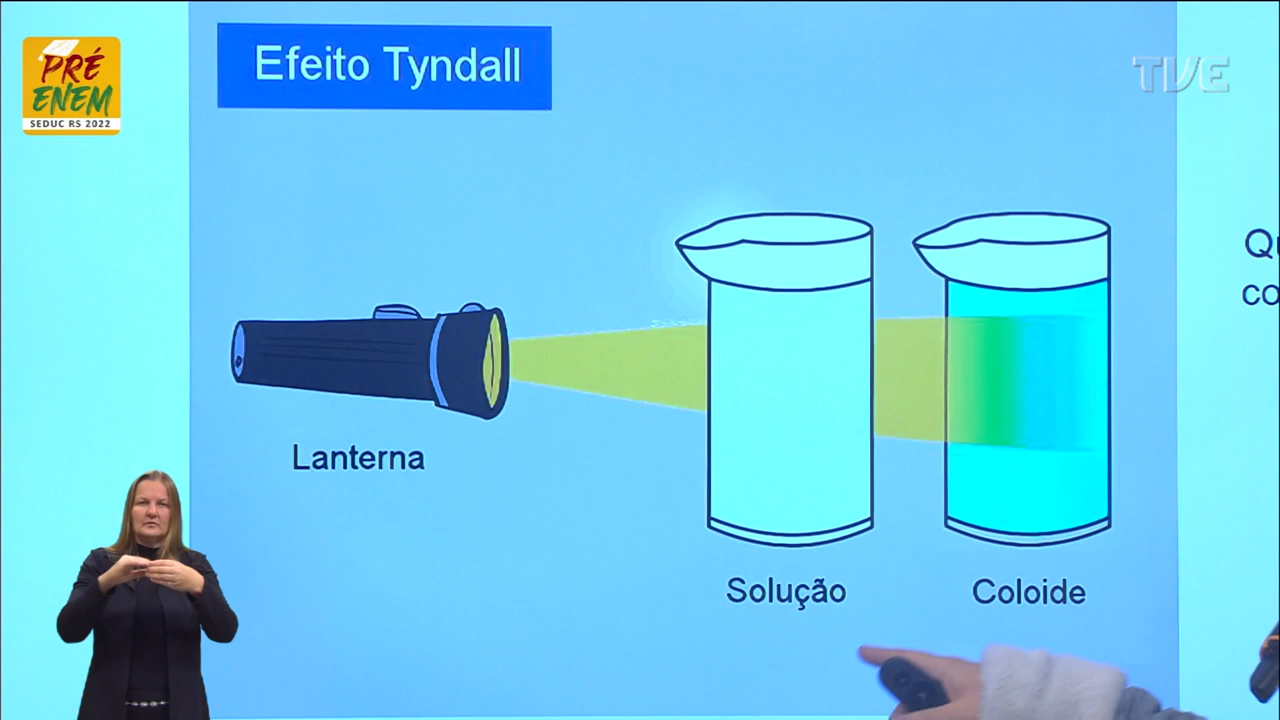 PRÉ
ENEM
SEDUC RS 2022
Efeito Tyndall
TVE
Lanterna
Solução
Coloide